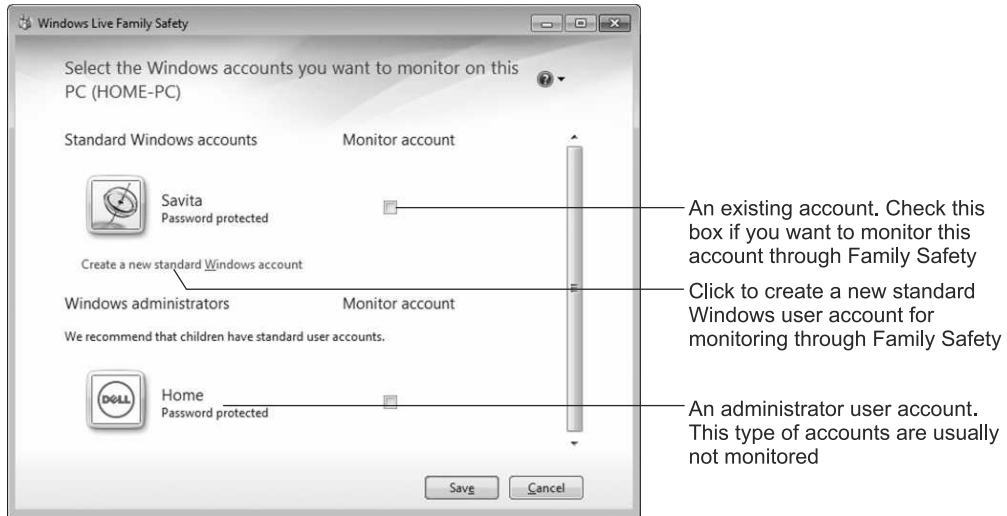 Windows Live Family Safety
Select the Windows accounts you want to monitor on this
PC (HOME-PC)
Standard Windows accounts Monitor account
Savita
Password protected
An existing account. Check this
box if you want to monitor this
account through Family Safety
Create a new standard Windows account
Click to create a new standard
Windows user account for
monitoring through Family Safety
Windows administrators Monitor account
We recommend that children have standard user accounts.
DELL
Home
Password protected
An administrator user account.
This type of accounts are usually
not monitored
Save Cancel